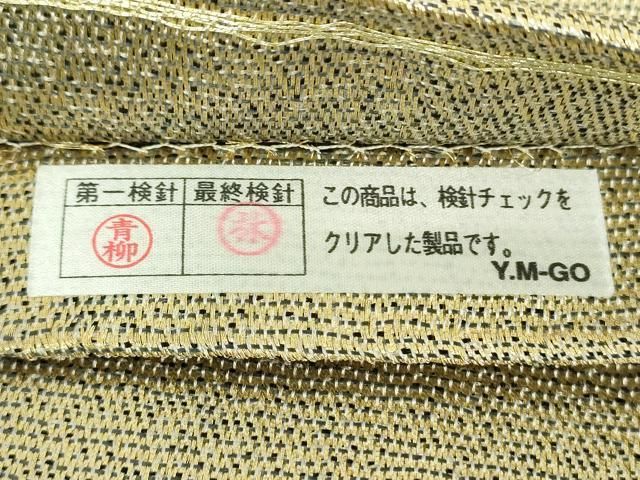 第一検針 最終検針
青柳
この商品は、検針チェックを
クリアした製品です。
Y.M-GO